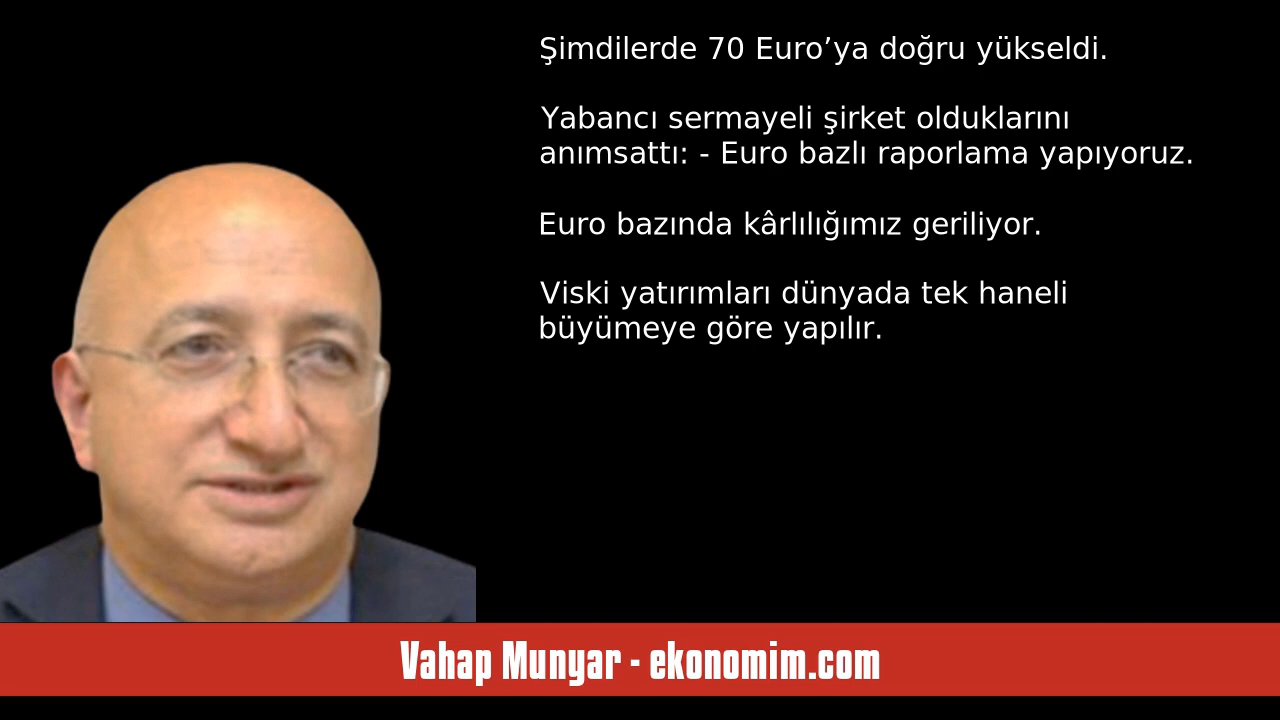 Şimdilerde 70 Euro’ya doğru yükseldi.
Yabancı sermayeli şirket olduklarını
anımsattı: - Euro bazlı raporlama yapıyoruz.
Euro bazında kârlılığımız geriliyor.
Viski yatırımları dünyada tek haneli
büyümeye göre yapılır.
Vahap Munyar - ekonomim.com